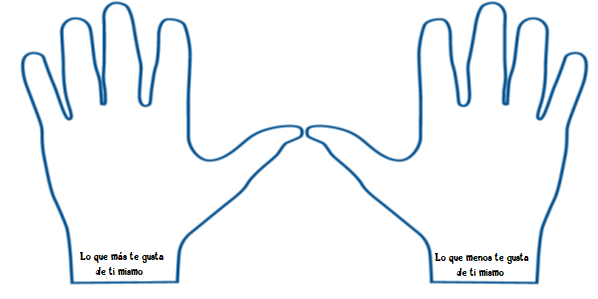 Lo que más te gusta
de ti mismo
Lo que menos te gusta
de ti mismo